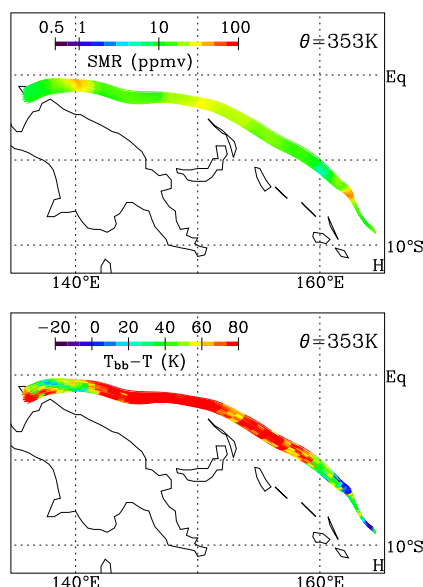 0.5 1 10 100
SMR (ppmv)
θ=353K
Eq
10°S
H
140°E 160°E
−20 0 20 40 60 80
T_bb−T (K)
θ=353K
Eq
10°S
H
140°E 160°E